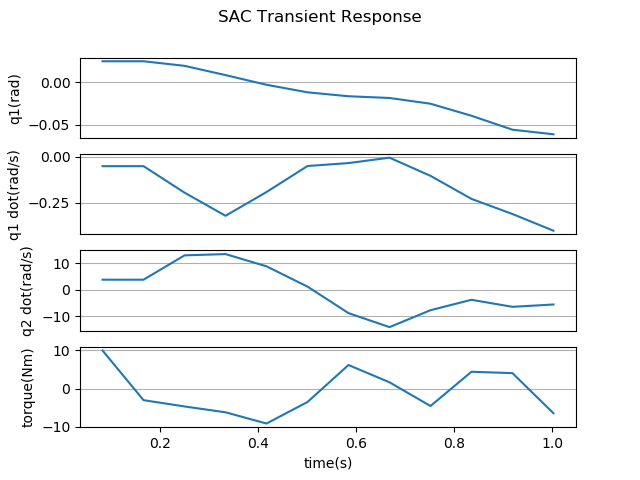 SAC Transient Response
q1(rad)
0.00
−0.05
q1 dot(rad/s)
0.00
−0.25
q2 dot(rad/s)
10
0
−10
torque(Nm)
10
0
−10
0.2 0.4 0.6 0.8 1.0
time(s)